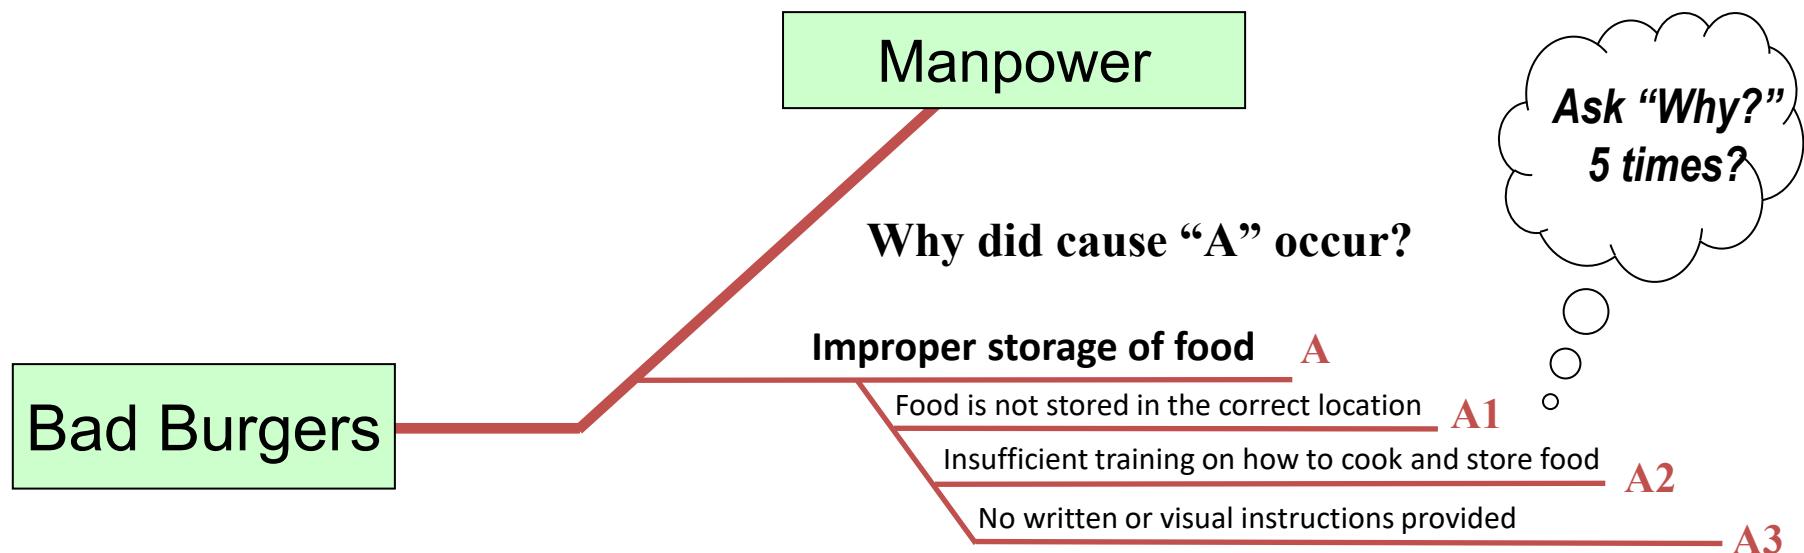 Manpower
Ask “Why?”
5 times?
Why did cause “A” occur?
Improper storage of food A
Bad Burgers
Food is not stored in the correct location A1
Insufficient training on how to cook and store food A2
No written or visual instructions provided A3